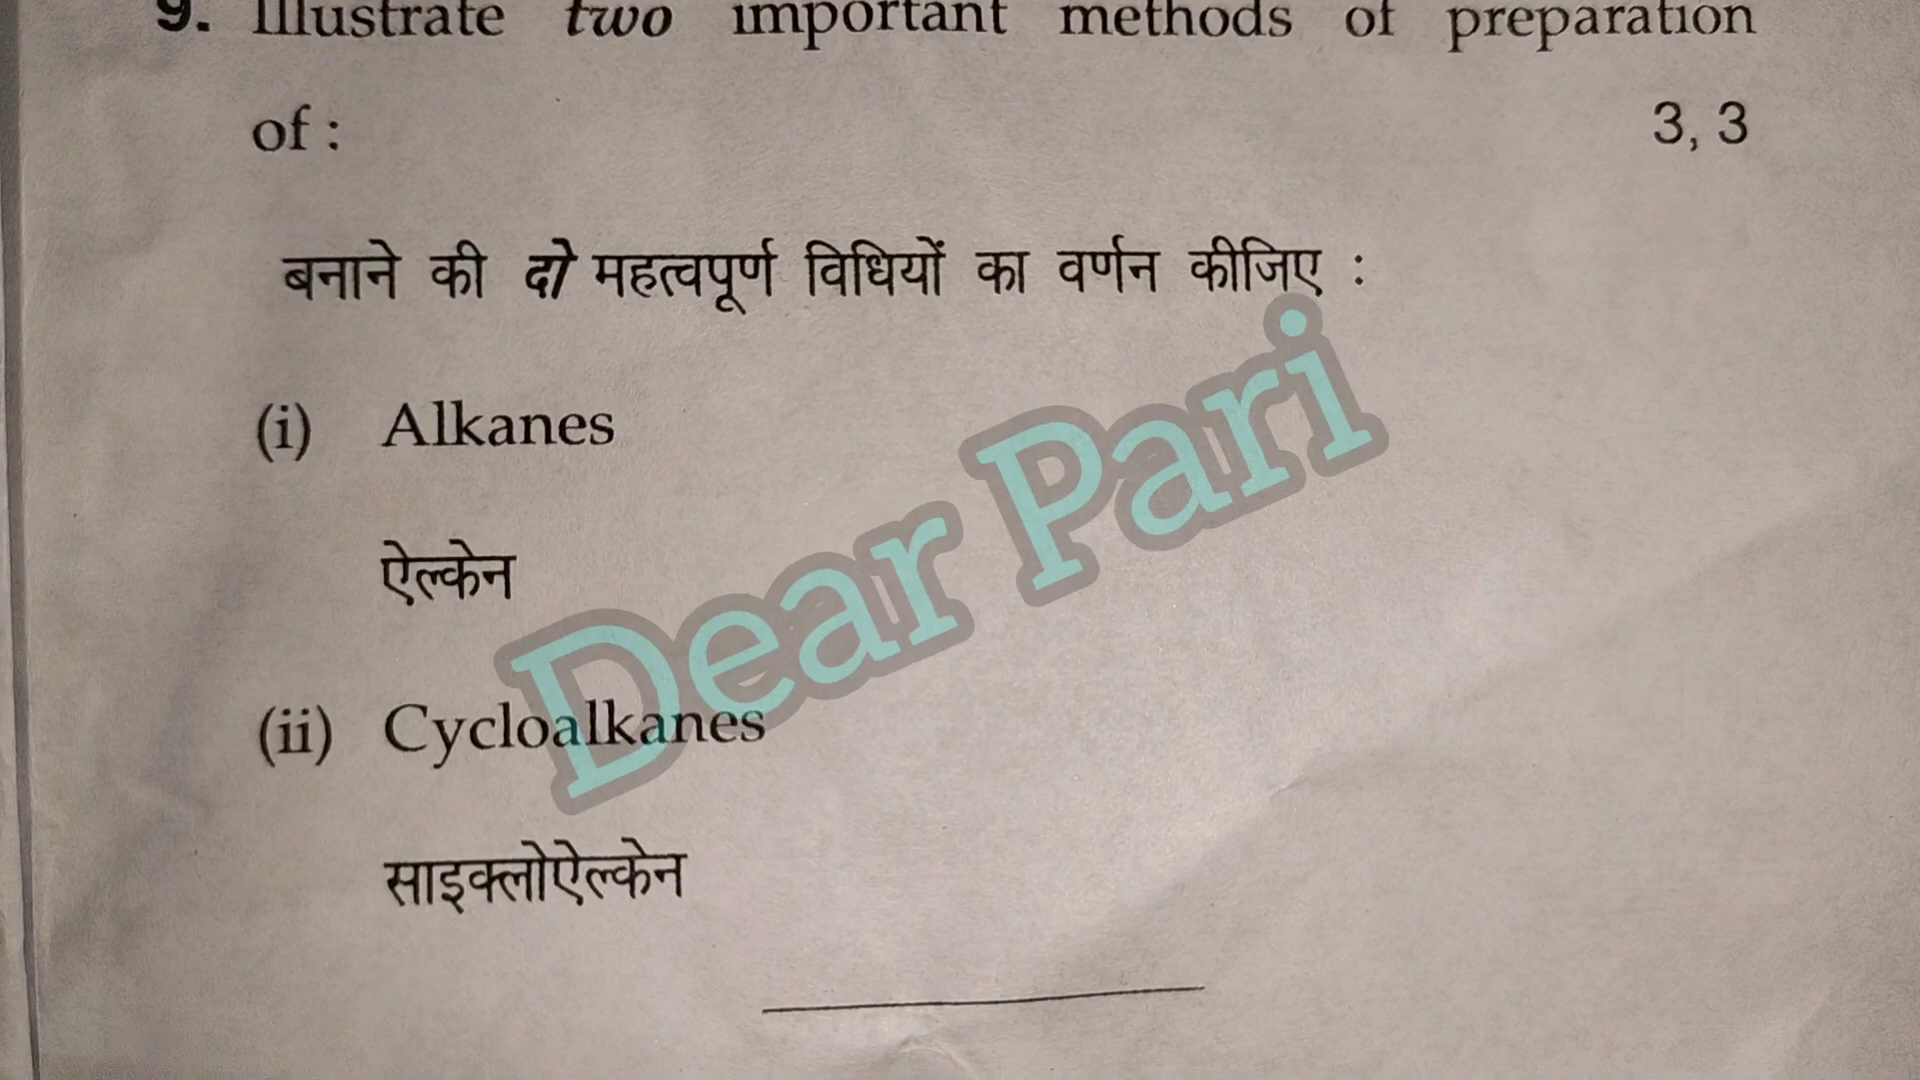 9. Illustrate two important methods of preparation
of : 3, 3
बनाने की दो महत्वपूर्ण विधियों का वर्णन कीजिए :
(i) Alkanes
ऐल्केन
(ii) Cycloalkanes
साइक्लोऐल्केन
Dear Pari